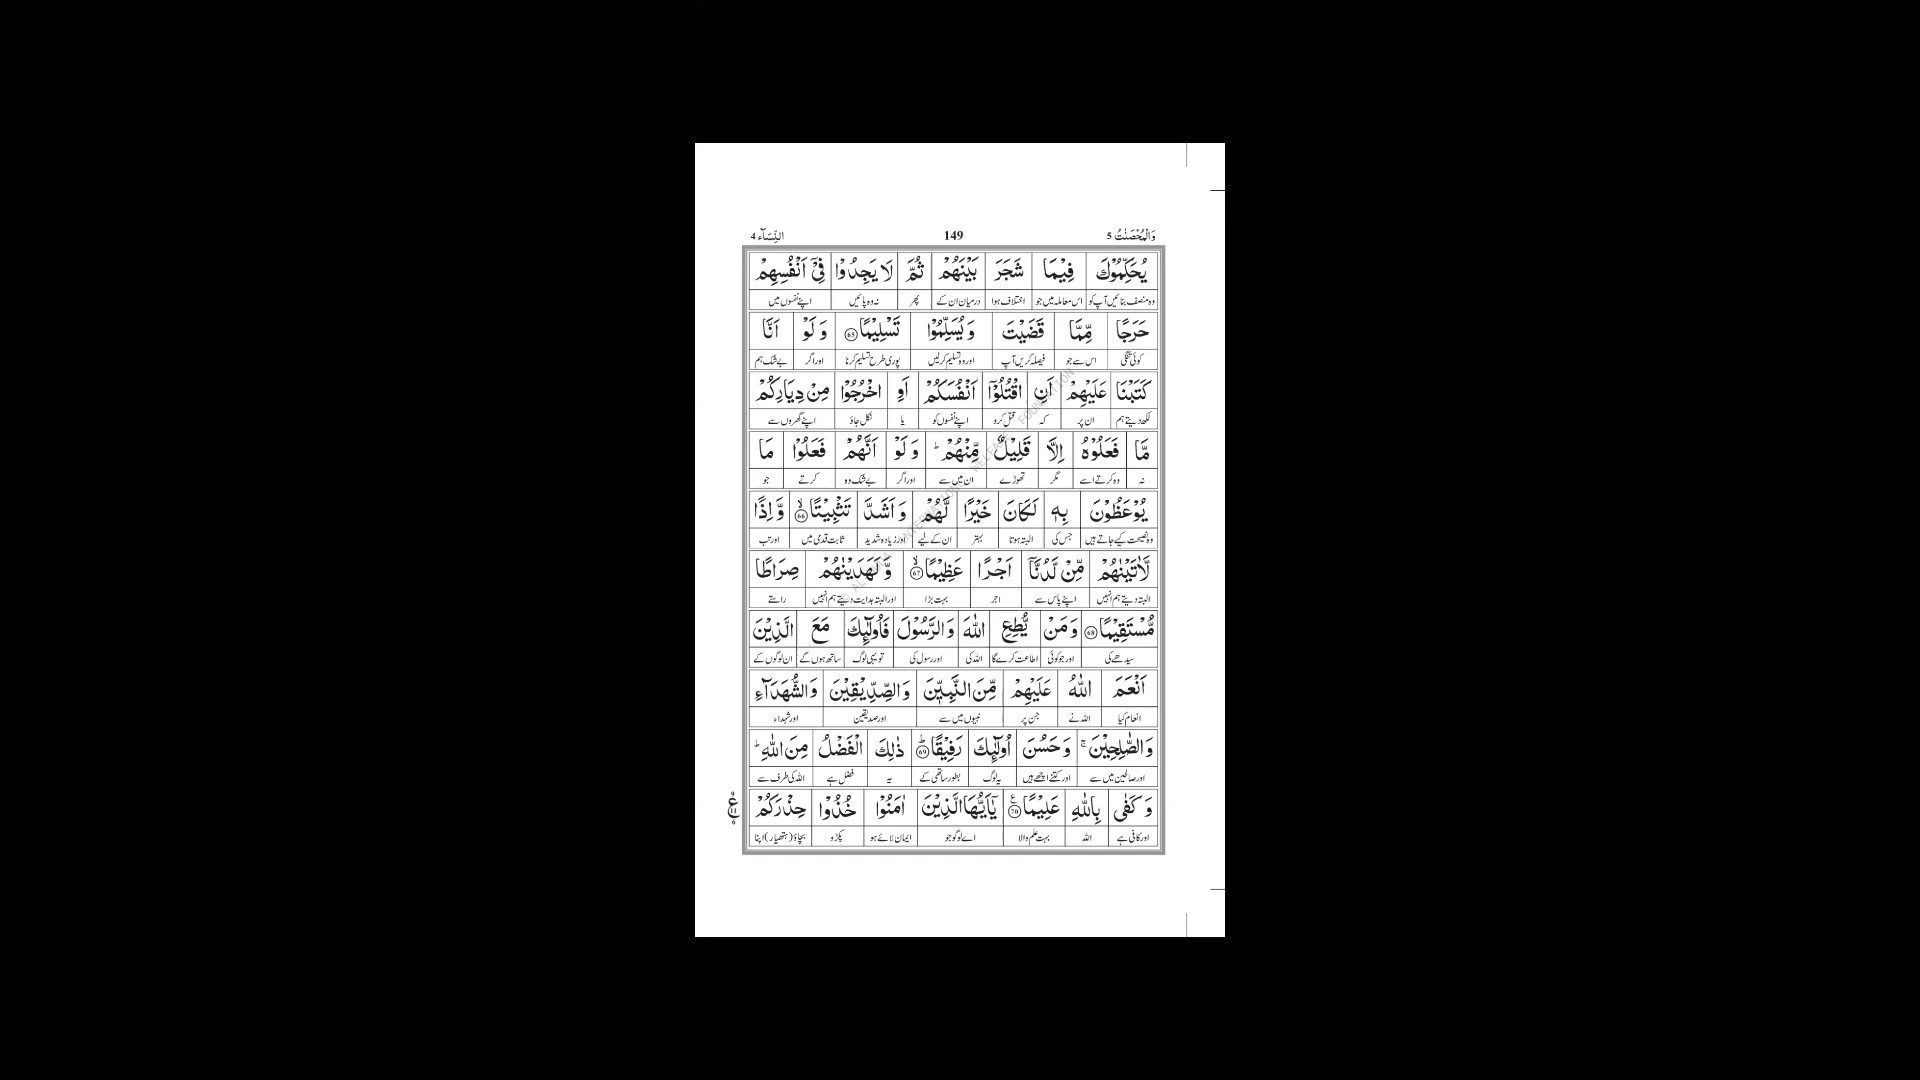 وَالْمُحْصَنٰتُ 5 149 النِّسَآء 4
يُحَكِّمُوْكَ فِيْمَا شَجَرَ بَيْنَهُمْ ثُمَّ لَا يَجِدُوْا فِيْٓ اَنْفُسِهِمْ
وہ منصف بنائیں آپ کو اس معاملہ میں جو اختلاف ہوا درمیان ان کے پھر نہ وہ پائیں اپنے نفسوں میں
حَرَجًا مِّمَّا قَضَيْتَ وَيُسَلِّمُوْا تَسْلِيْمًا 65 وَلَوْ اَنَّا
کوئی تنگی اس سے جو فیصلہ کریں آپ اور وہ تسلیم کرلیں پوری طرح تسلیم کرنا اور اگر بے شک ہم
كَتَبْنَا عَلَيْهِمْ اَنِ اقْتُلُوْٓا اَنْفُسَكُمْ اَوِ اخْرُجُوْا مِنْ دِيَارِكُمْ
لکھ دیتے ہم ان پر کہ قتل کرو اپنے نفسوں کو یا نکل جاؤ اپنے گھروں سے
مَّا فَعَلُوْهُ اِلَّا قَلِيْلٌ مِّنْهُمْ ؕ وَلَوْ اَنَّهُمْ فَعَلُوْا مَا
نہ وہ کرتے اسے مگر تھوڑے ان میں سے اور اگر بے شک وہ کرتے جو
يُوْعَظُوْنَ بِهٖ لَكَانَ خَيْرًا لَّهُمْ وَاَشَدَّ تَثْبِيْتًا ۙ66 وَّاِذًا
وہ نصیحت کیے جاتے ہیں جس کی البتہ ہوتا بہتر ان کے لیے اور زیادہ شدید ثابت قدمی میں اور تب
لَّاٰتَيْنٰهُمْ مِّنْ لَّدُنَّآ اَجْرًا عَظِيْمًا ۙ67 وَّلَهَدَيْنٰهُمْ صِرَاطًا
البتہ دیتے ہم انہیں اپنے پاس سے اجر بہت بڑا اور البتہ ہدایت دیتے ہم انہیں راستے
مُّسْتَقِيْمًا 68 وَمَنْ يُّطِعِ اللّٰهَ وَالرَّسُوْلَ فَاُولٰٓئِكَ مَعَ الَّذِيْنَ
سیدھے کی اور جو کوئی اطاعت کرے گا اللہ کی اور رسول کی تو یہی لوگ ساتھ ہوں گے ان لوگوں کے
اَنْعَمَ اللّٰهُ عَلَيْهِمْ مِّنَ النَّبِيّٖنَ وَالصِّدِّيْقِيْنَ وَالشُّهَدَآءِ
انعام کیا اللہ نے جن پر نبیوں میں سے اور صدیقین اور شہداء
وَالصّٰلِحِيْنَ ۚ وَحَسُنَ اُولٰٓئِكَ رَفِيْقًا ؕ69 ذٰلِكَ الْفَضْلُ مِنَ اللّٰهِ ؕ
اور صالحین میں سے اور کتنے اچھے ہیں یہ لوگ بطور ساتھی کے یہ فضل ہے اللہ کی طرف سے
وَكَفٰى بِاللّٰهِ عَلِيْمًا 70 يٰٓاَيُّهَا الَّذِيْنَ اٰمَنُوْا خُذُوْا حِذْرَكُمْ
اور کافی ہے اللہ بہت علم والا اے لوگو جو ایمان لائے ہو پکڑو بچاؤ (ہتھیار) اپنا